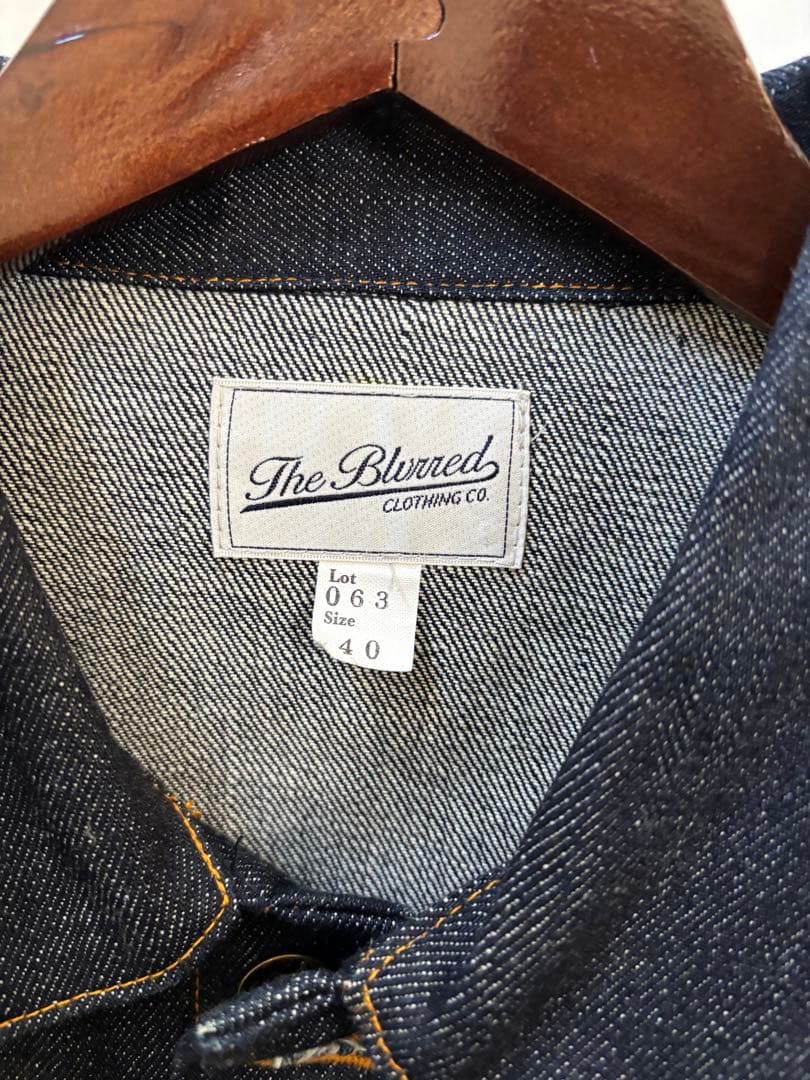 The Blurred
CLOTHING CO.
Lot
063
Size
40